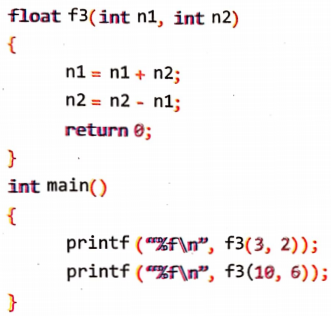 float f3(int n1, int n2)
{
n1 = n1 + n2;
n2 = n2 - n1;
return 0;
}
int main()
{
printf (“%f\n”, f3(3, 2));
printf (“%f\n”, f3(10, 6));
}